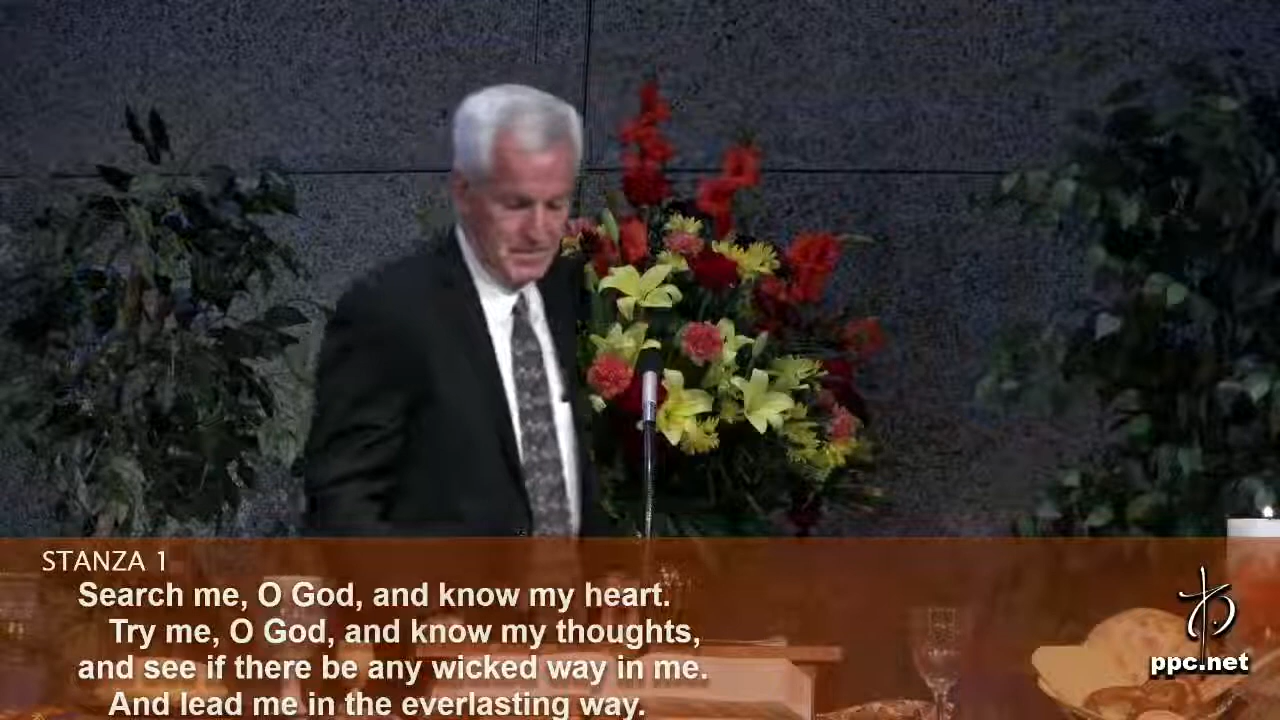 STANZA 1
Search me, O God, and know my heart.
Try me, O God, and know my thoughts,
and see if there be any wicked way in me.
And lead me in the everlasting way.
ppc.net